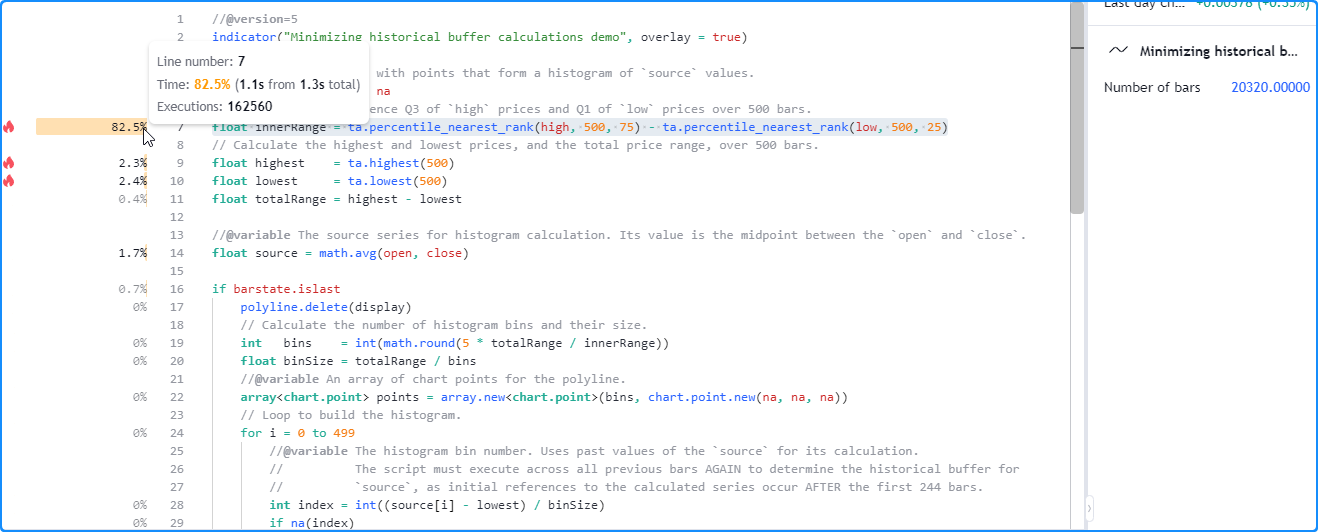 1 //@version=5
2 indicator("Minimizing historical buffer calculations demo", overlay = true)
Line number: 7
Time: 82.5% (1.1s from 1.3s total)
Executions: 162560
with points that form a histogram of `source` values.
na
ence Q3 of `high` prices and Q1 of `low` prices over 500 bars.
82.5% 7 float innerRange = ta.percentile_nearest_rank(high, 500, 75) - ta.percentile_nearest_rank(low, 500, 25)
8 // Calculate the highest and lowest prices, and the total price range, over 500 bars.
2.3% 9 float highest = ta.highest(500)
2.4% 10 float lowest = ta.lowest(500)
0.4% 11 float totalRange = highest - lowest
12
13 //@variable The source series for histogram calculation. Its value is the midpoint between the `open` and `close`.
1.7% 14 float source = math.avg(open, close)
15
0.7% 16 if barstate.islast
0% 17 polyline.delete(display)
18 // Calculate the number of histogram bins and their size.
0% 19 int bins = int(math.round(5 * totalRange / innerRange))
0% 20 float binSize = totalRange / bins
21 //@variable An array of chart points for the polyline.
0% 22 array<chart.point> points = array.new<chart.point>(bins, chart.point.new(na, na, na))
23 // Loop to build the histogram.
0% 24 for i = 0 to 499
25 //@variable The histogram bin number. Uses past values of the `source` for its calculation.
26 // The script must execute across all previous bars AGAIN to determine the historical buffer for
27 // `source`, as initial references to the calculated series occur AFTER the first 244 bars.
0% 28 int index = int((source[i] - lowest) / binSize)
0% 29 if na(index)
Last day ch... +0.00378 (+0.35%)
Minimizing historical b...
Number of bars 20320.00000